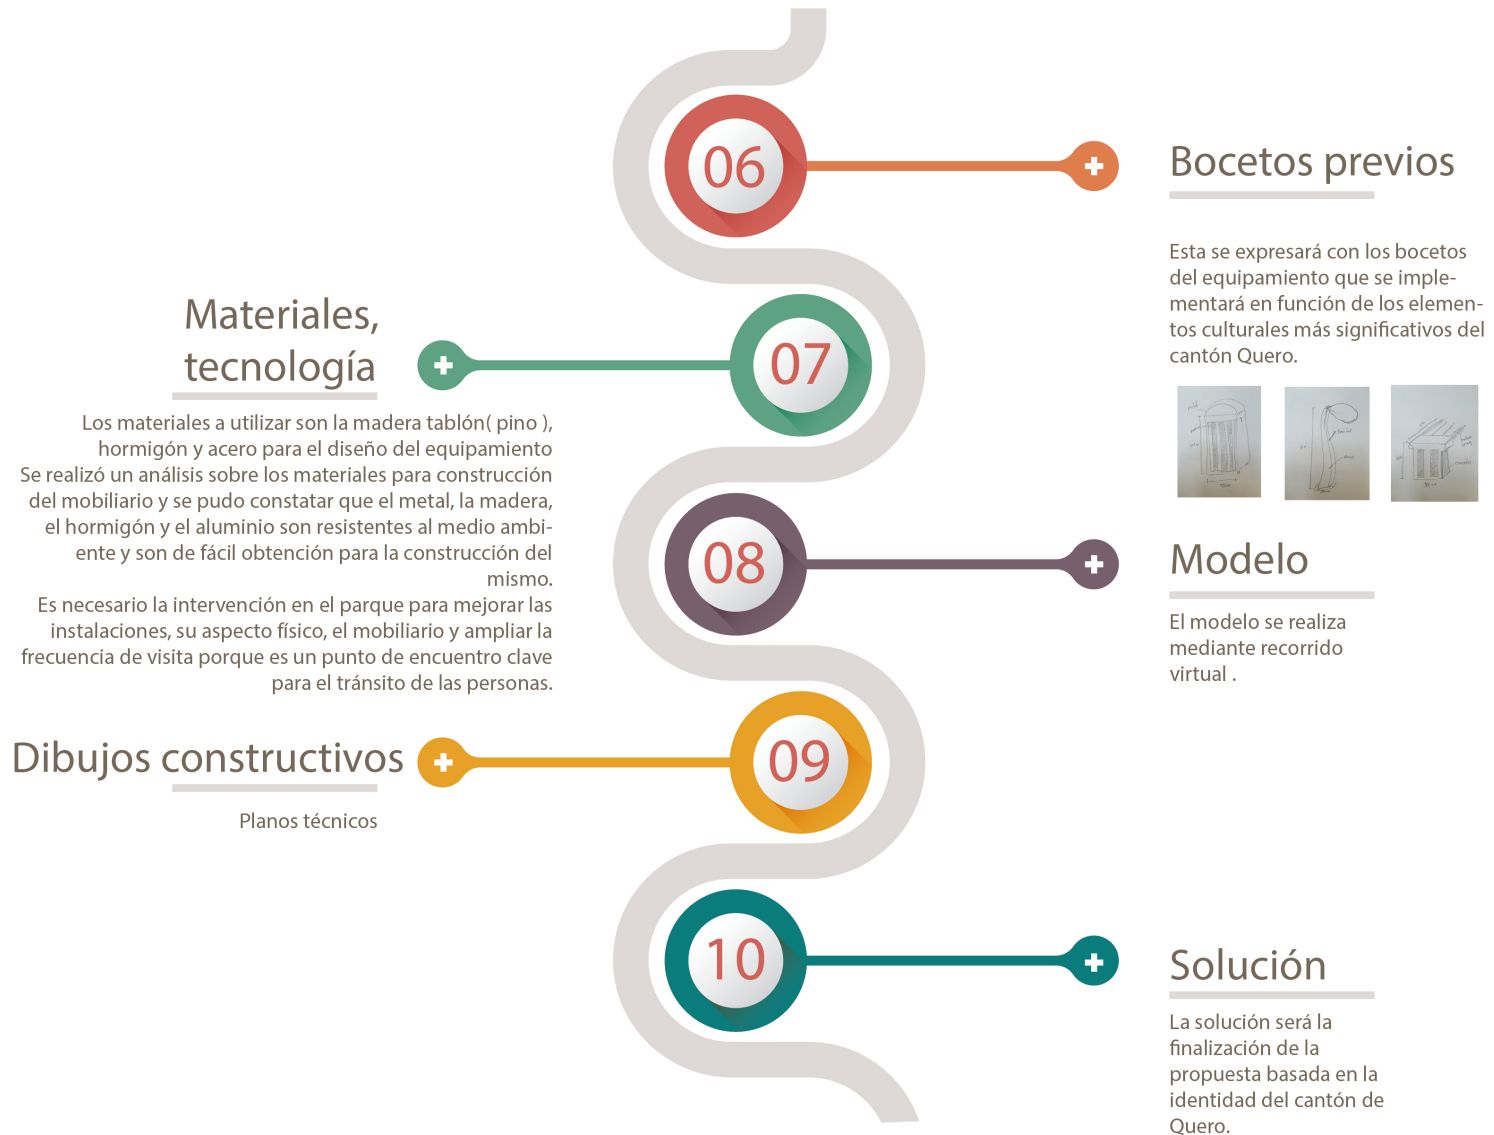 06
Bocetos previos
Esta se expresará con los bocetos
del equipamiento que se imple-
mentará en función de los elemen-
tos culturales más significativos del
cantón Quero.
Materiales,
tecnología
07
Los materiales a utilizar son la madera tablón( pino ),
hormigón y acero para el diseño del equipamiento
Se realizó un análisis sobre los materiales para construcción
del mobiliario y se pudo constatar que el metal, la madera,
el hormigón y el aluminio son resistentes al medio ambi-
ente y son de fácil obtención para la construcción del
mismo.
Es necesario la intervención en el parque para mejorar las
instalaciones, su aspecto físico, el mobiliario y ampliar la
frecuencia de visita porque es un punto de encuentro clave
para el tránsito de las personas.
08
Modelo
El modelo se realiza
mediante recorrido
virtual .
Dibujos constructivos
09
Planos técnicos
10
Solución
La solución será la
finalización de la
propuesta basada en la
identidad del cantón de
Quero.